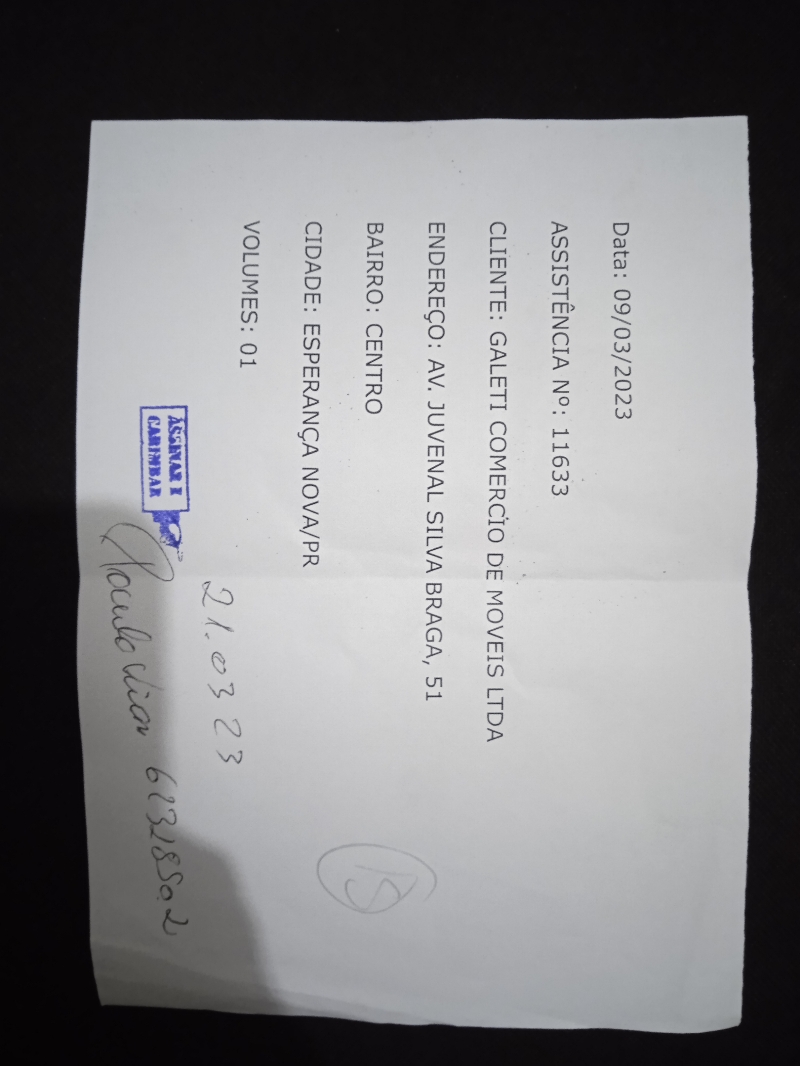 Data: 09/03/2023
ASSISTÊNCIA Nº: 11633
CLIENTE: GALETI COMERCIO DE MOVEIS LTDA
ENDEREÇO: AV. JUVENAL SILVA BRAGA, 51
BAIRRO: CENTRO
CIDADE: ESPERANÇA NOVA/PR
VOLUMES: 01
ASSINAR E
CARIMBAR
21.03 23